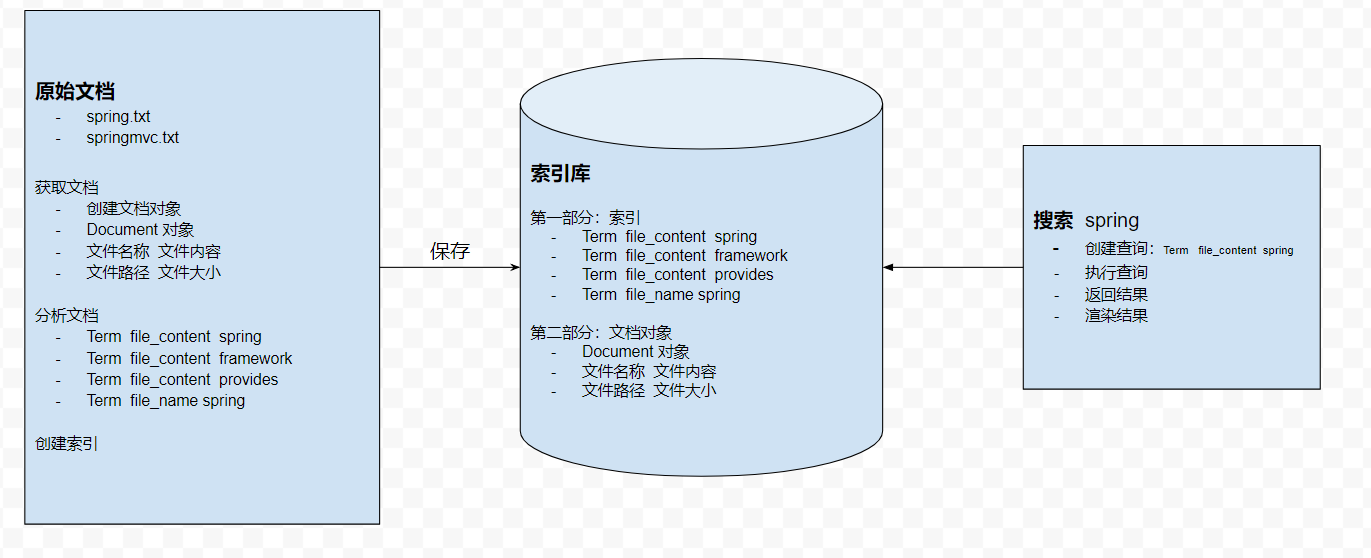 原始文档
- spring.txt
- springmvc.txt
获取文档
- 创建文档对象
- Document 对象
- 文件名称 文件内容
- 文件路径 文件大小
分析文档
- Term file_content spring
- Term file_content framework
- Term file_content provides
- Term file_name spring
创建索引
保存
索引库
第一部分：索引
- Term file_content spring
- Term file_content framework
- Term file_content provides
- Term file_name spring
第二部分：文档对象
- Document 对象
- 文件名称 文件内容
- 文件路径 文件大小
搜索 spring
- 创建查询：Term file_content spring
- 执行查询
- 返回结果
- 渲染结果